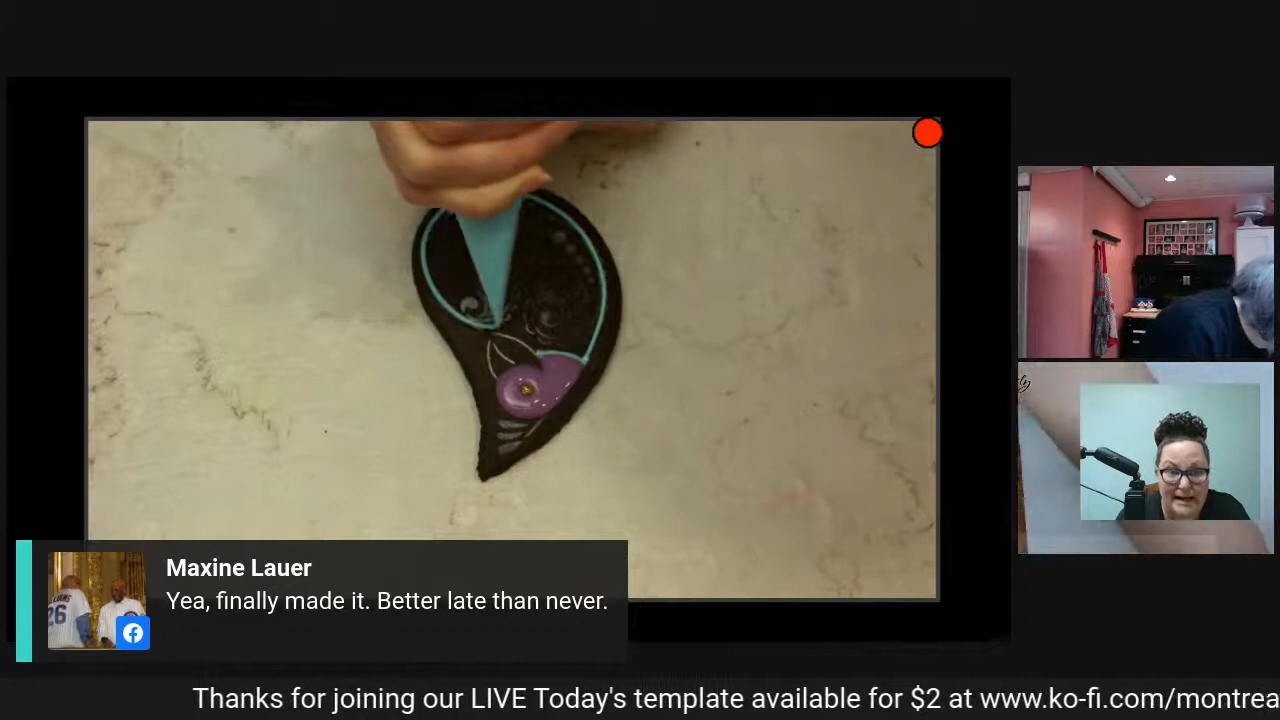 Maxine Lauer
Yea, finally made it. Better late than never.
Thanks for joining our LIVE Today's template available for $2 at www.ko-fi.com/montrea